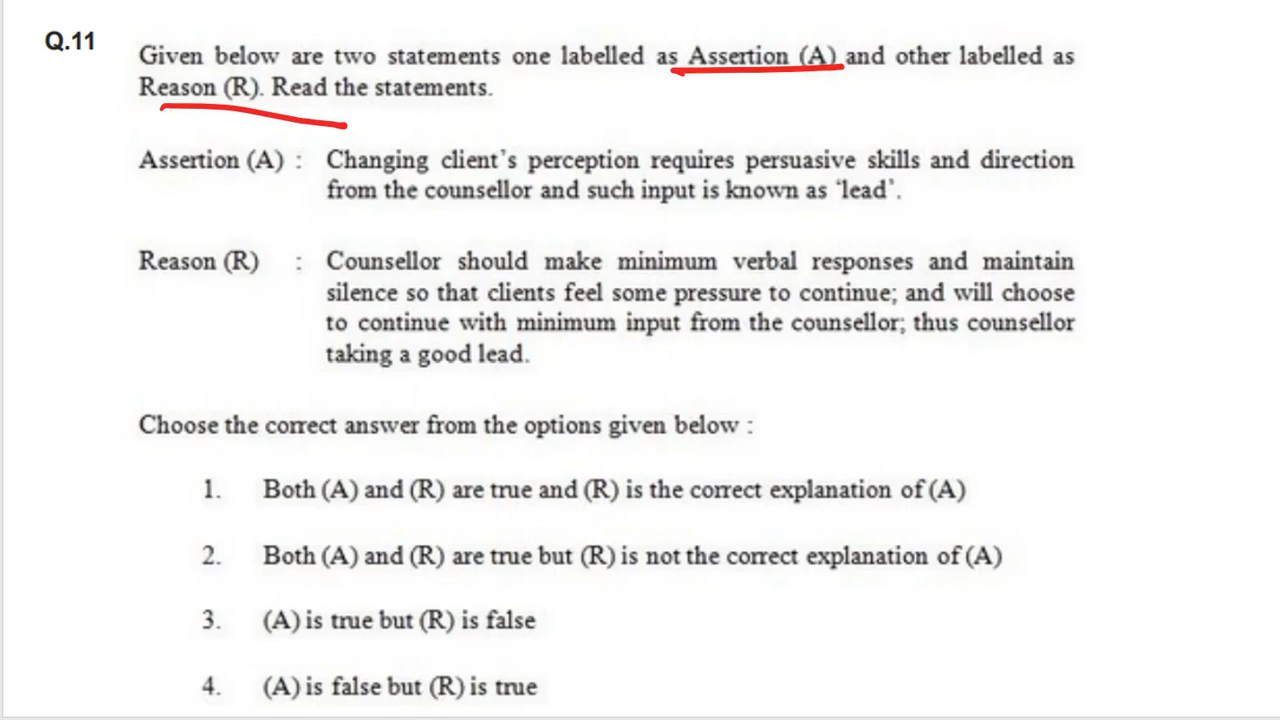 Q.11
Given below are two statements one labelled as Assertion (A) and other labelled as
Reason (R). Read the statements.
Assertion (A) : Changing client's perception requires persuasive skills and direction
from the counsellor and such input is known as 'lead'.
Reason (R) : Counsellor should make minimum verbal responses and maintain
silence so that clients feel some pressure to continue; and will choose
to continue with minimum input from the counsellor; thus counsellor
taking a good lead.
Choose the correct answer from the options given below :
1. Both (A) and (R) are true and (R) is the correct explanation of (A)
2. Both (A) and (R) are true but (R) is not the correct explanation of (A)
3. (A) is true but (R) is false
4. (A) is false but (R) is true